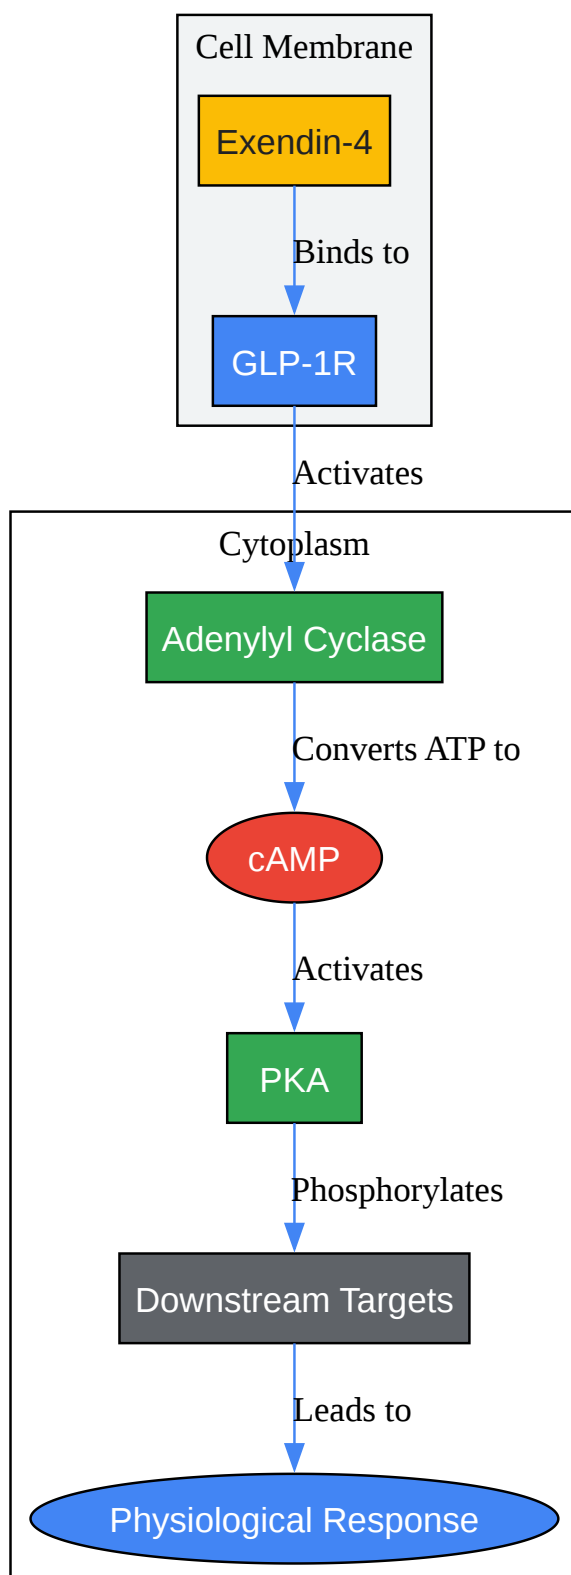 Cell Membrane
Exendin-4
Binds to
GLP-1R
Activates
Cytoplasm
Adenylyl Cyclase
Converts ATP to
cAMP
Activates
PKA
Phosphorylates
Downstream Targets
Leads to
Physiological Response